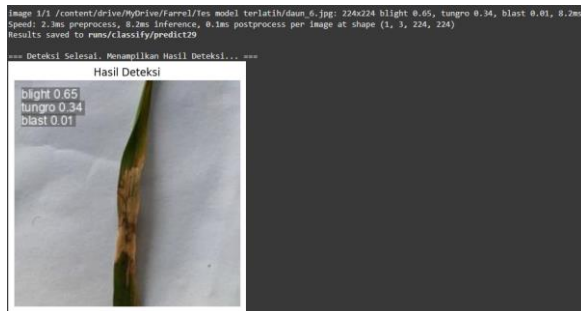 image 1/1 /content/drive/MyDrive/Farrel/Tes model terlatih/daun_6.jpg: 224x224 blight 0.65, tungro 0.34, blast 0.01, 8.2ms
Speed: 2.3ms preprocess, 8.2ms inference, 0.1ms postprocess per image at shape (1, 3, 224, 224)
Results saved to runs/classify/predict29
=== Deteksi Selesai. Menampilkan Hasil Deteksi... ===
Hasil Deteksi
blight 0.65
tungro 0.34
blast 0.01